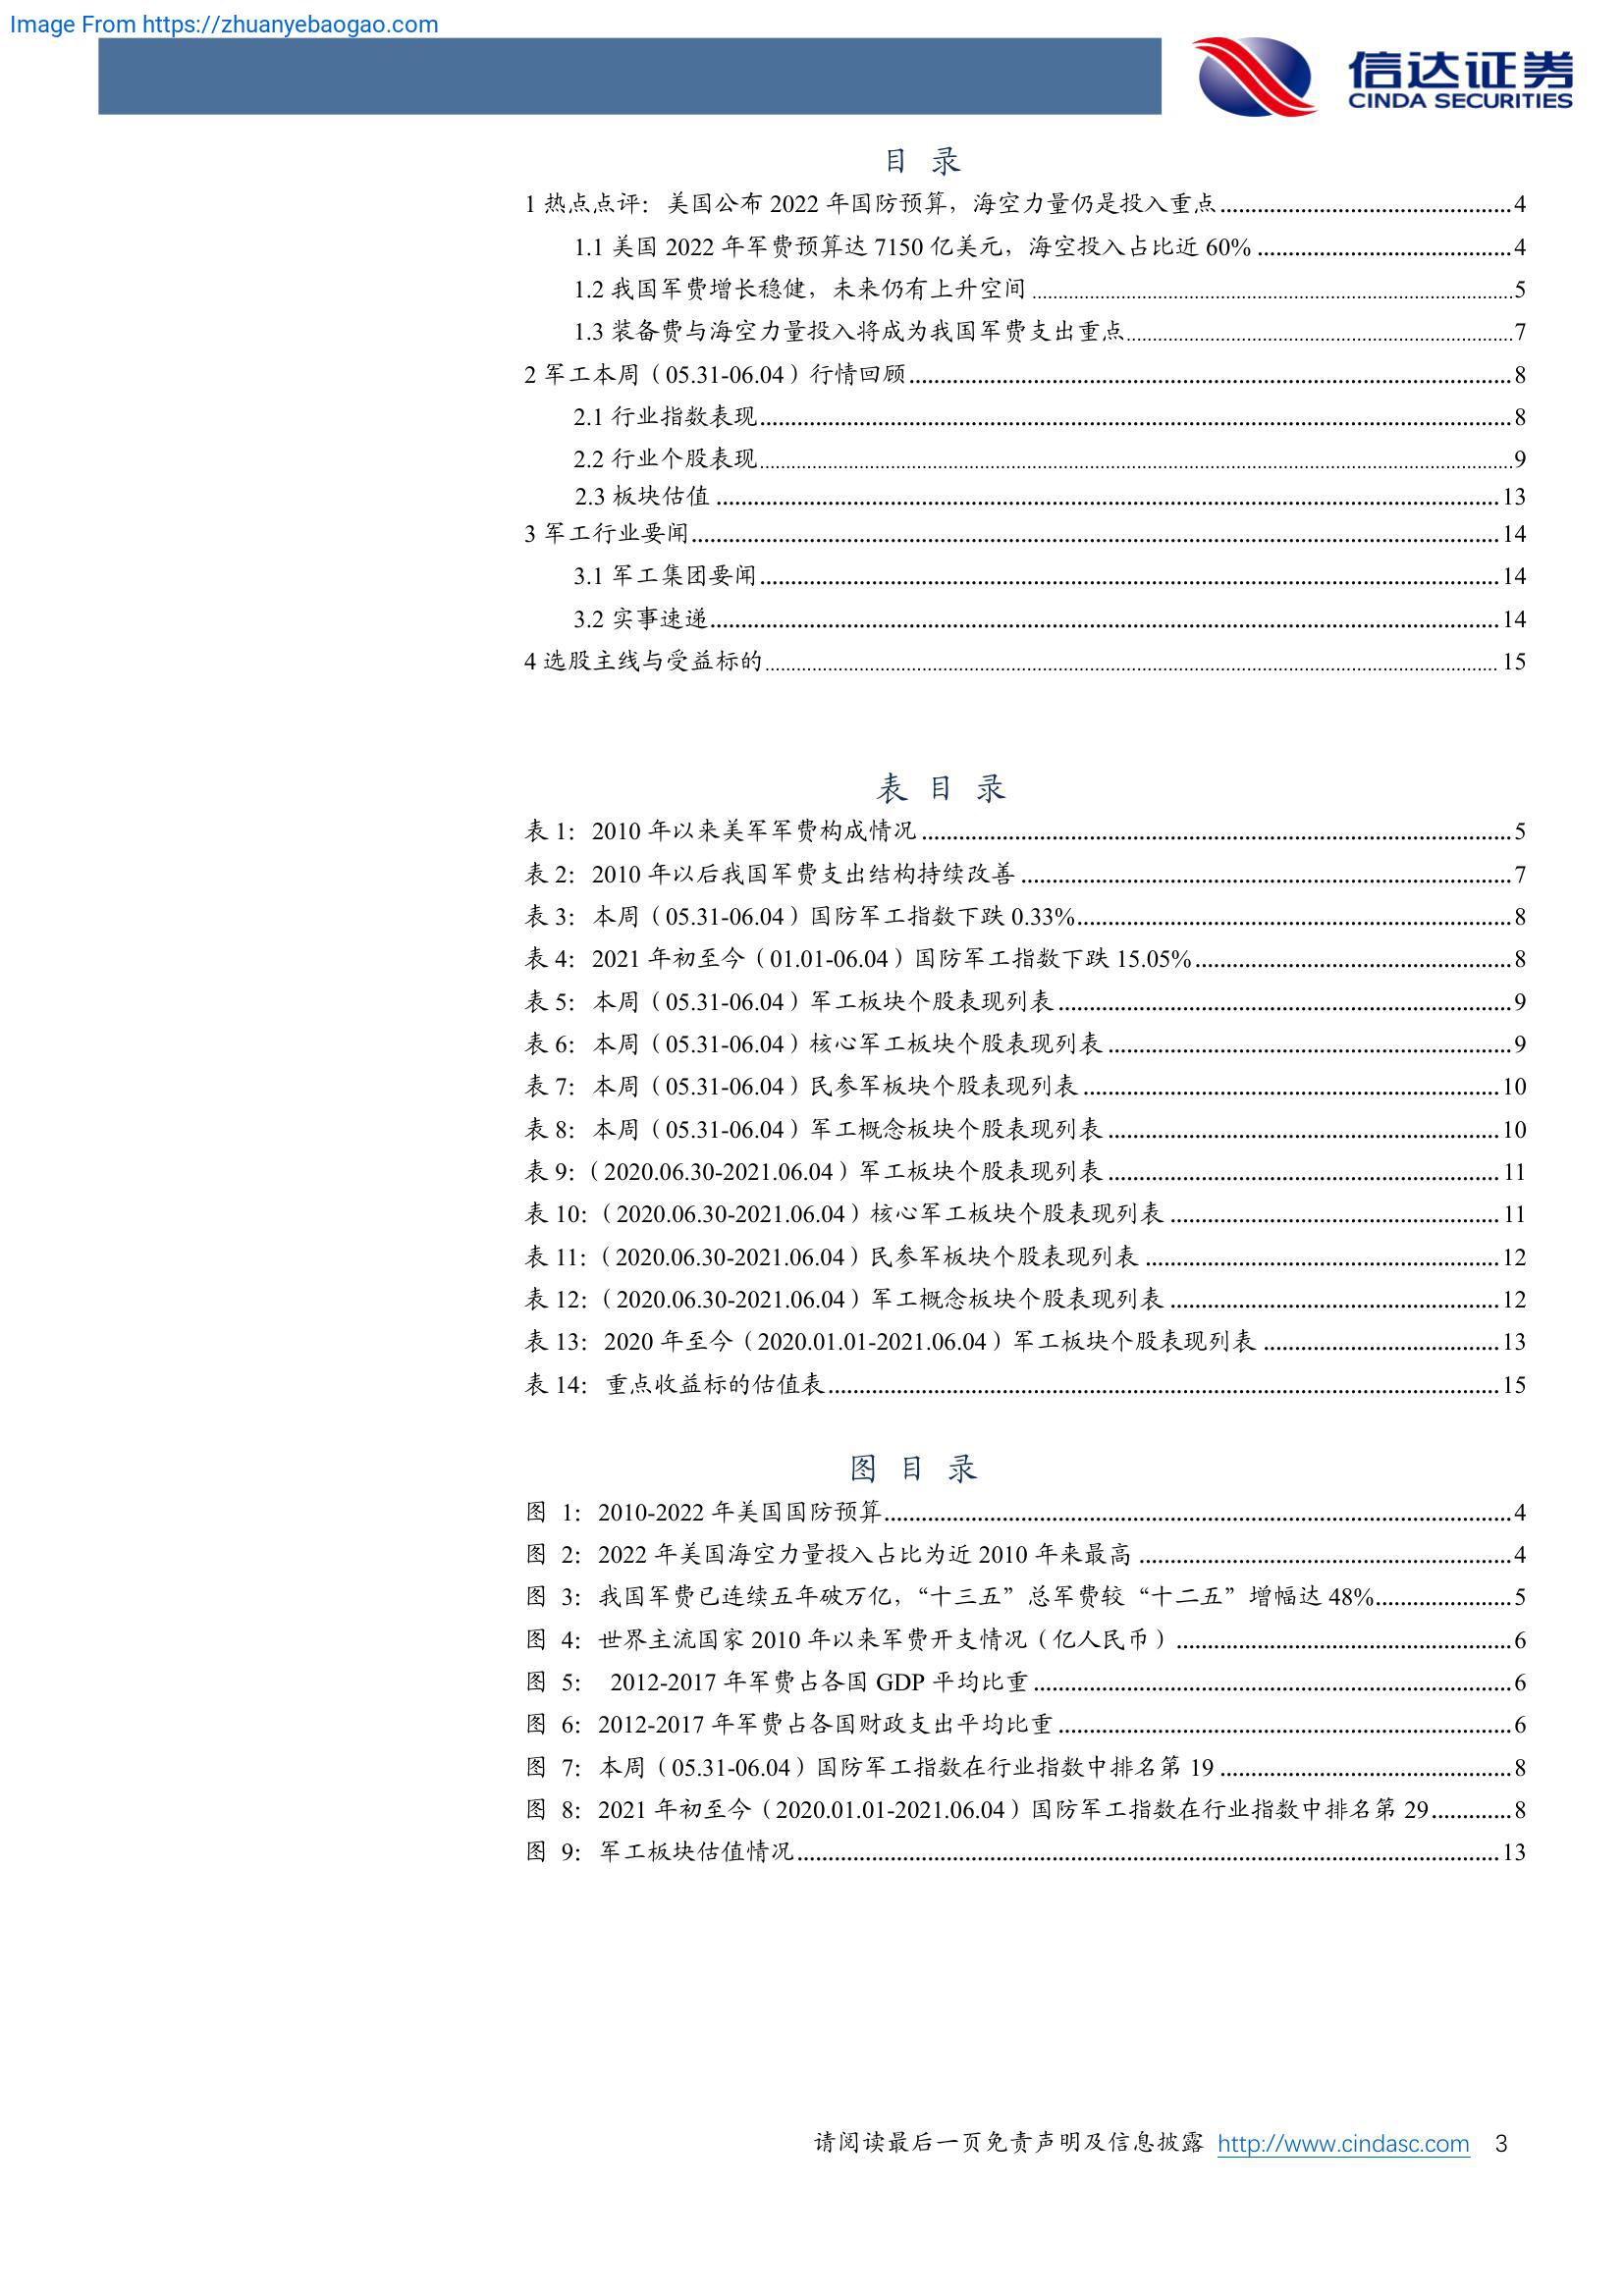 Image From https://zhuanyebaogao.com
信达证券
CINDA SECURITIES
目 录
1 热点点评：美国公布 2022 年国防预算，海空力量仍是投入重点 4
1.1 美国 2022 年军费预算达 7150 亿美元，海空投入占比近 60% 4
1.2 我国军费增长稳健，未来仍有上升空间 5
1.3 装备费与海空力量投入将成为我国军费支出重点 7
2 军工本周（05.31-06.04）行情回顾 8
2.1 行业指数表现 8
2.2 行业个股表现 9
2.3 板块估值 13
3 军工行业要闻 14
3.1 军工集团要闻 14
3.2 实事速递 14
4 选股主线与受益标的 15
表 目 录
表 1：2010 年以来美军军费构成情况 5
表 2：2010 年以后我国军费支出结构持续改善 7
表 3：本周（05.31-06.04）国防军工指数下跌 0.33% 8
表 4：2021 年初至今（01.01-06.04）国防军工指数下跌 15.05% 8
表 5：本周（05.31-06.04）军工板块个股表现列表 9
表 6：本周（05.31-06.04）核心军工板块个股表现列表 9
表 7：本周（05.31-06.04）民参军板块个股表现列表 10
表 8：本周（05.31-06.04）军工概念板块个股表现列表 10
表 9：（2020.06.30-2021.06.04）军工板块个股表现列表 11
表 10：（2020.06.30-2021.06.04）核心军工板块个股表现列表 11
表 11：（2020.06.30-2021.06.04）民参军板块个股表现列表 12
表 12：（2020.06.30-2021.06.04）军工概念板块个股表现列表 12
表 13：2020 年至今（2020.01.01-2021.06.04）军工板块个股表现列表 13
表 14：重点收益标的估值表 15
图 目 录
图 1：2010-2022 年美国国防预算 4
图 2：2022 年美国海空力量投入占比为近 2010 年来最高 4
图 3：我国军费已连续五年破万亿，“十三五”总军费较“十二五”增幅达 48% 5
图 4：世界主流国家 2010 年以来军费开支情况（亿人民币） 6
图 5： 2012-2017 年军费占各国 GDP 平均比重 6
图 6：2012-2017 年军费占各国财政支出平均比重 6
图 7：本周（05.31-06.04）国防军工指数在行业指数中排名第 19 8
图 8：2021 年初至今（2020.01.01-2021.06.04）国防军工指数在行业指数中排名第 29 8
图 9：军工板块估值情况 13
请阅读最后一页免责声明及信息披露 http://www.cindasc.com 3